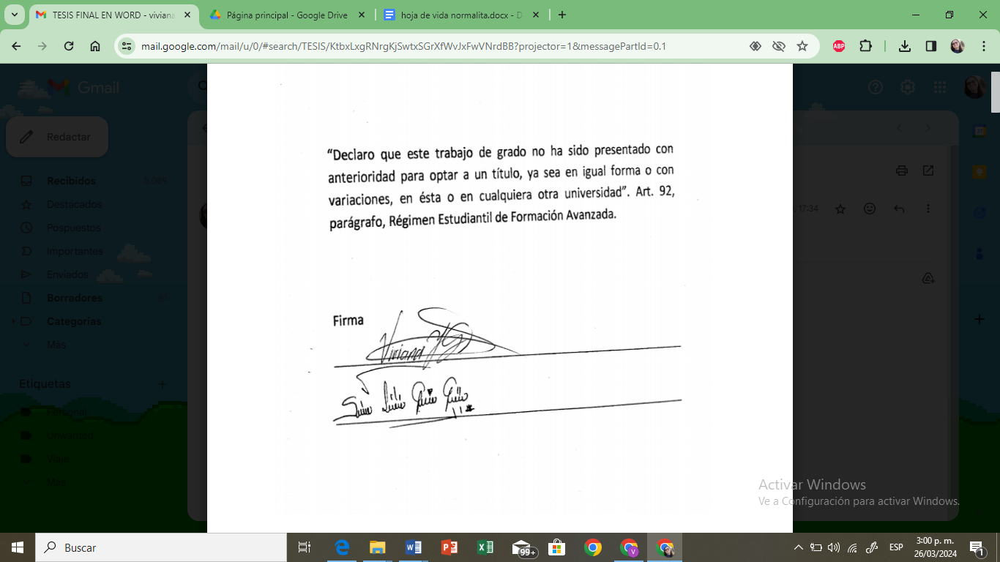 TESIS FINAL EN WORD - viviana
Página principal - Google Drive
hoja de vida normalita.docx - D
mail.google.com/mail/u/0/#search/TESIS/KtbxLxgRNrgKjSwtxSGrXfWvJxFwVNrdBB?projector=1&messagePartId=0.1
ABP
Gmail
Redactar
Recibidos 2.089
Destacados
Pospuestos
17:34
Importantes
Enviados
Borradores
Categorías
Más
Etiquetas
Personal
Unwanted
Viaje
Más
“Declaro que este trabajo de grado no ha sido presentado con
anterioridad para optar a un título, ya sea en igual forma o con
variaciones, en ésta o en cualquiera otra universidad”. Art. 92,
parágrafo, Régimen Estudiantil de Formación Avanzada.
Firma
Viviana
Activar Windows
Ve a Configuración para activar Windows.
Buscar
99+
ESP
3:00 p. m.
26/03/2024
1